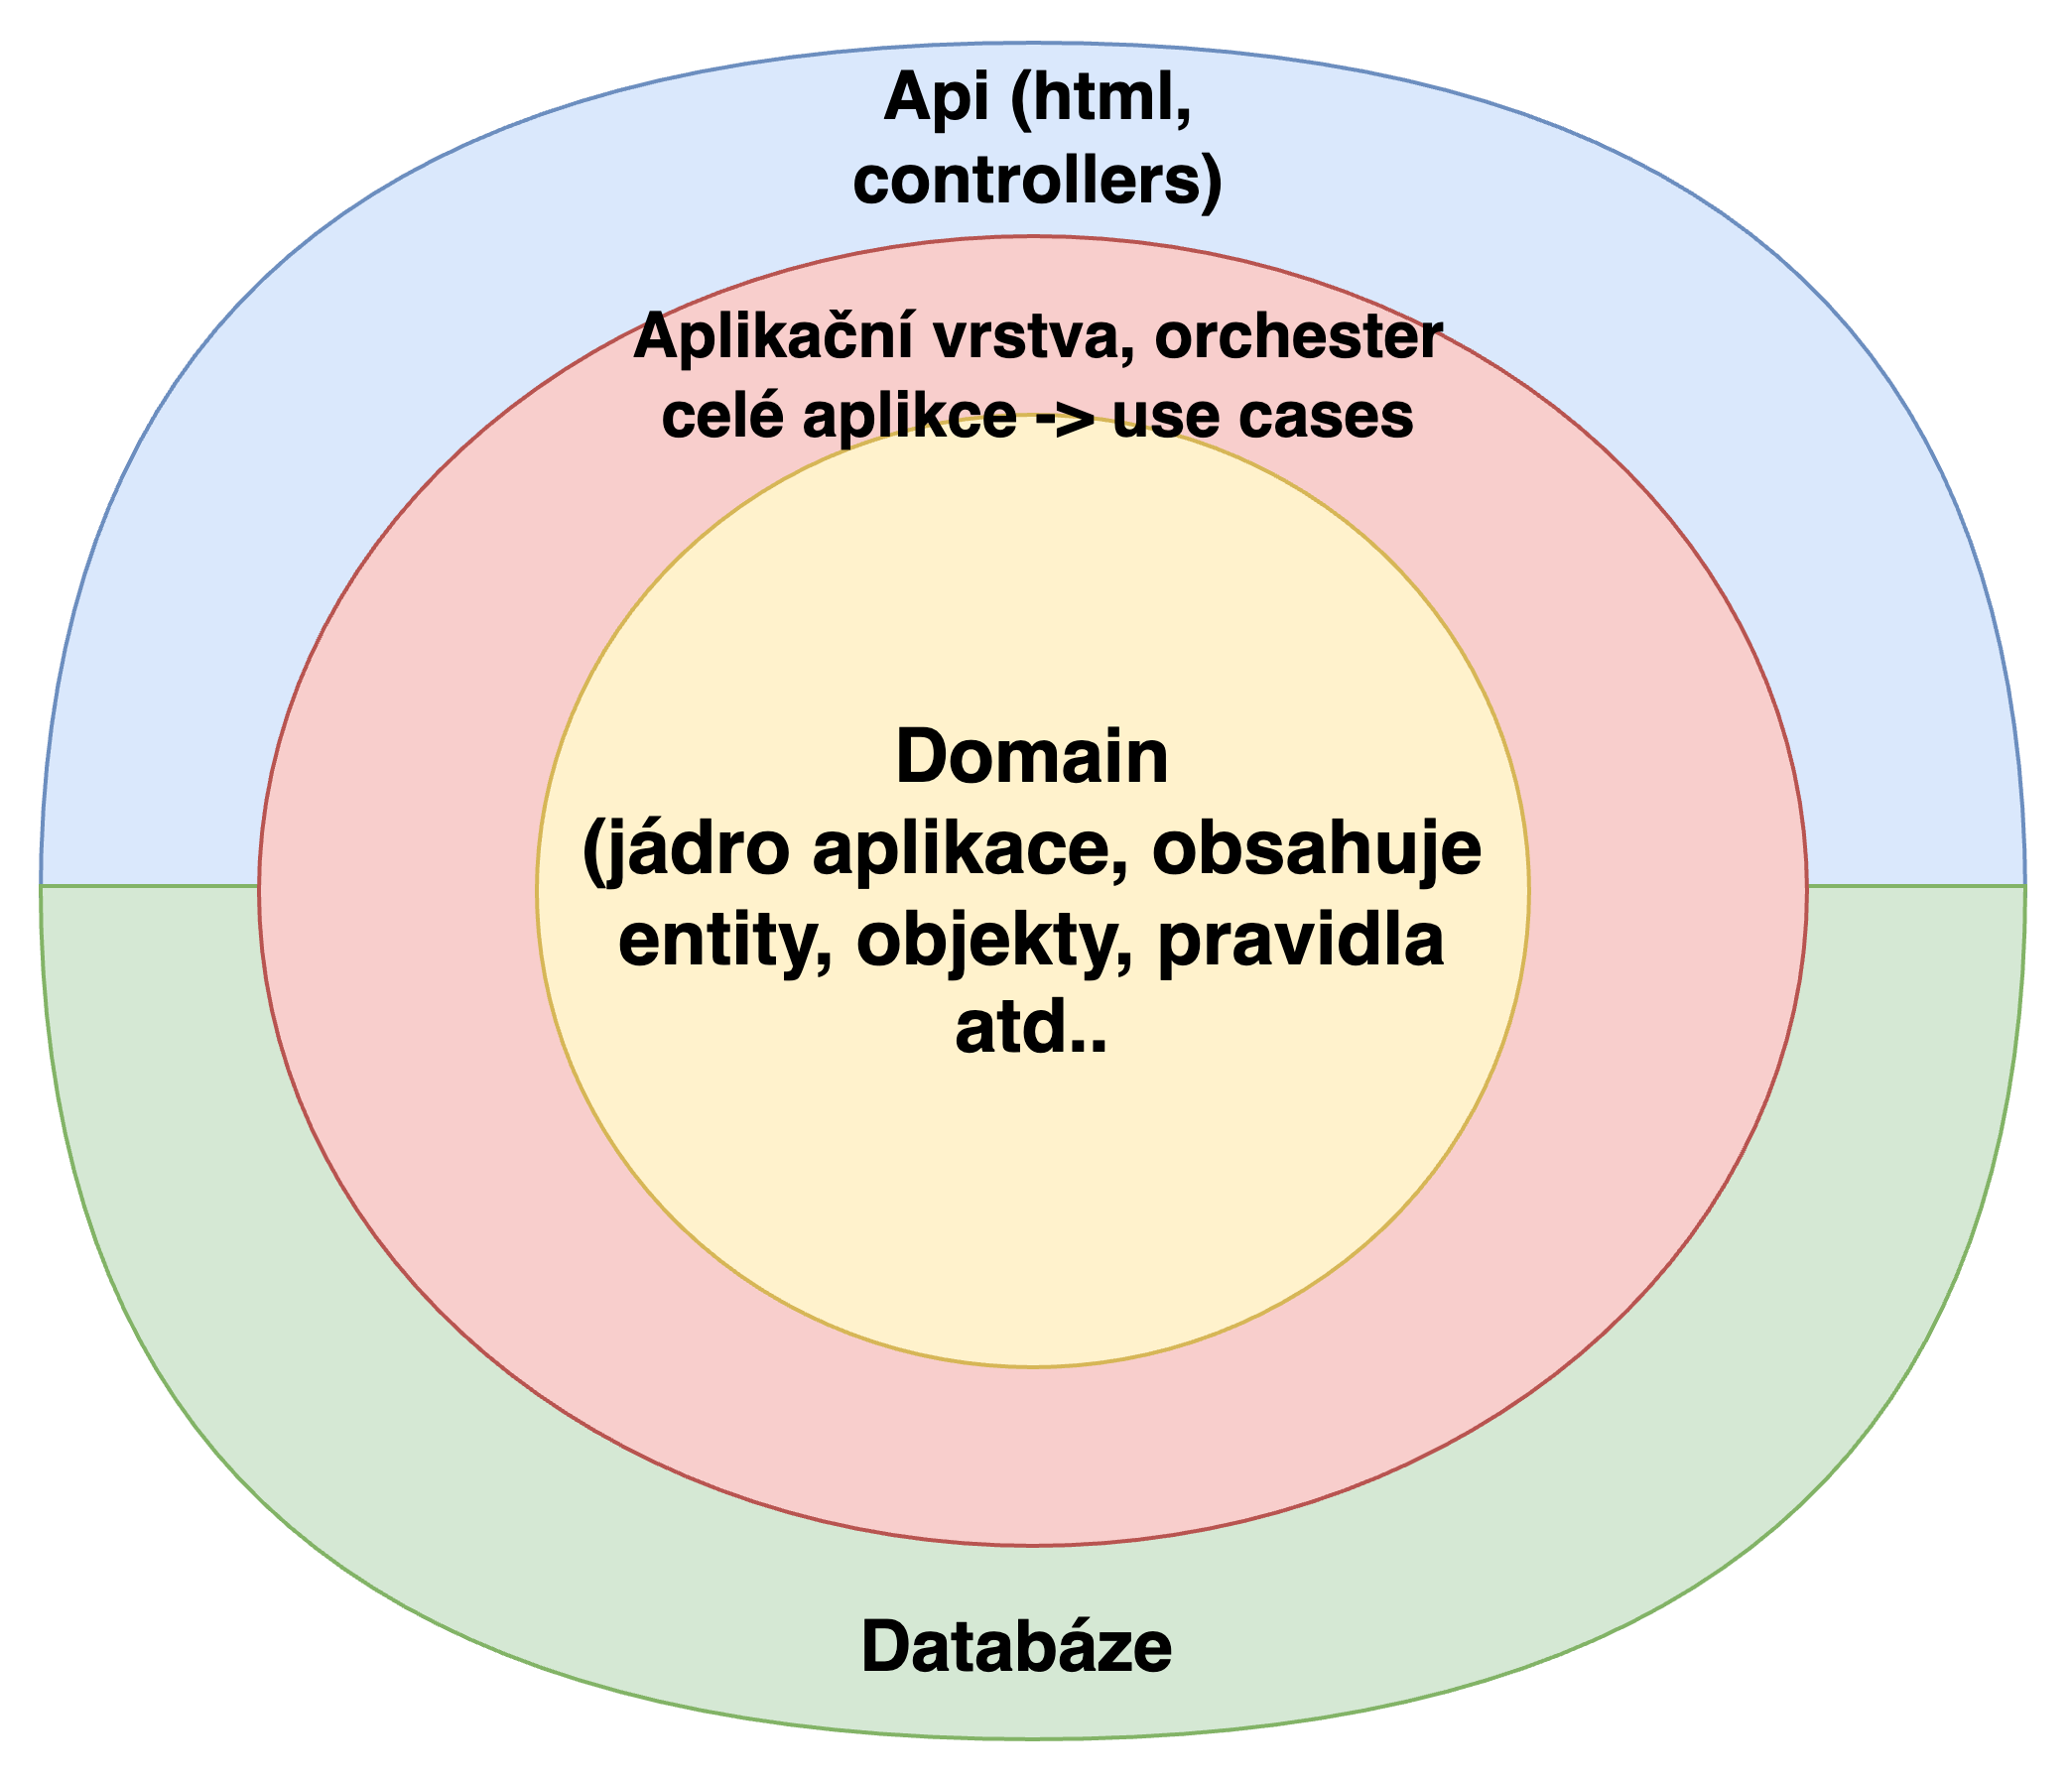 Api (html,
controllers)
Aplikační vrstva, orchester
celé aplikce -> use cases
Domain
(jádro aplikace, obsahuje
entity, objekty, pravidla
atd..
Databáze